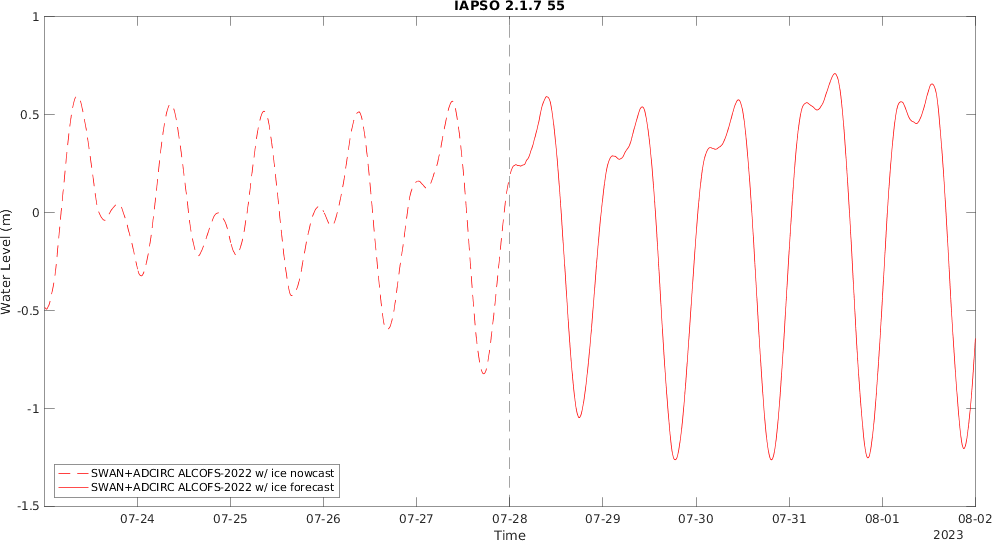 IAPSO 2.1.7 55
1
0.5
0
-0.5
-1
-1.5
Water Level (m)
SWAN+ADCIRC ALCOFS-2022 w/ ice nowcast
SWAN+ADCIRC ALCOFS-2022 w/ ice forecast
07-24 07-25 07-26 07-27 07-28 07-29 07-30 07-31 08-01 08-02
Time
2023